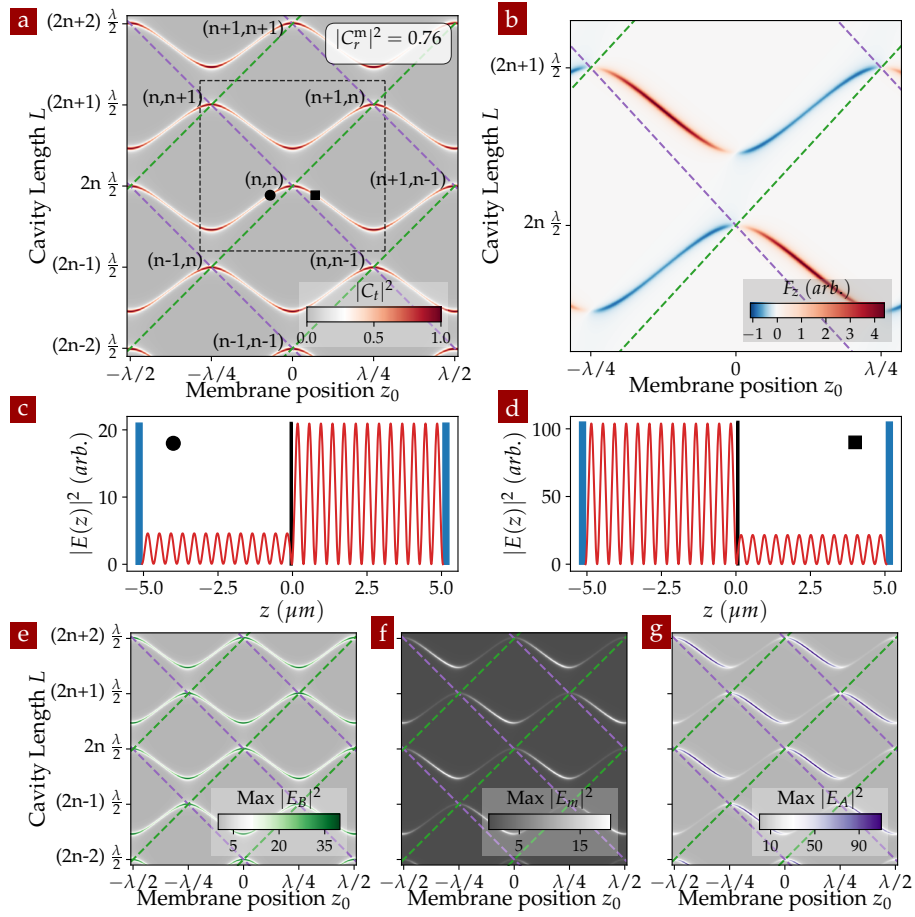 a
(2n+2) λ/2
(2n+1) λ/2
2n λ/2
(2n-1) λ/2
(2n-2) λ/2
Cavity Length L
(n+1,n+1)
|C_r^m|^2 = 0.76
(n,n+1)
(n+1,n)
(n,n)
(n+1,n-1)
(n-1,n)
(n,n-1)
(n-1,n-1)
|C_t|^2
0.0 0.5 1.0
−λ/2 −λ/4 0 λ/4 λ/2
Membrane position z_0
b
(2n+1) λ/2
2n λ/2
Cavity Length L
F_z (arb.)
−1 0 1 2 3 4
−λ/4 0 λ/4
Membrane position z_0
c
|E(z)|^2 (arb.)
20
10
0
−5.0 −2.5 0.0 2.5 5.0
z (μm)
d
|E(z)|^2 (arb.)
100
50
0
−5.0 −2.5 0.0 2.5 5.0
z (μm)
e
(2n+2) λ/2
(2n+1) λ/2
2n λ/2
(2n-1) λ/2
(2n-2) λ/2
Cavity Length L
Max |E_B|^2
5 20 35
−λ/2 −λ/4 0 λ/4 λ/2
Membrane position z_0
f
Max |E_m|^2
5 15
−λ/2 −λ/4 0 λ/4 λ/2
Membrane position z_0
g
Max |E_A|^2
10 50 90
−λ/2 −λ/4 0 λ/4 λ/2
Membrane position z_0